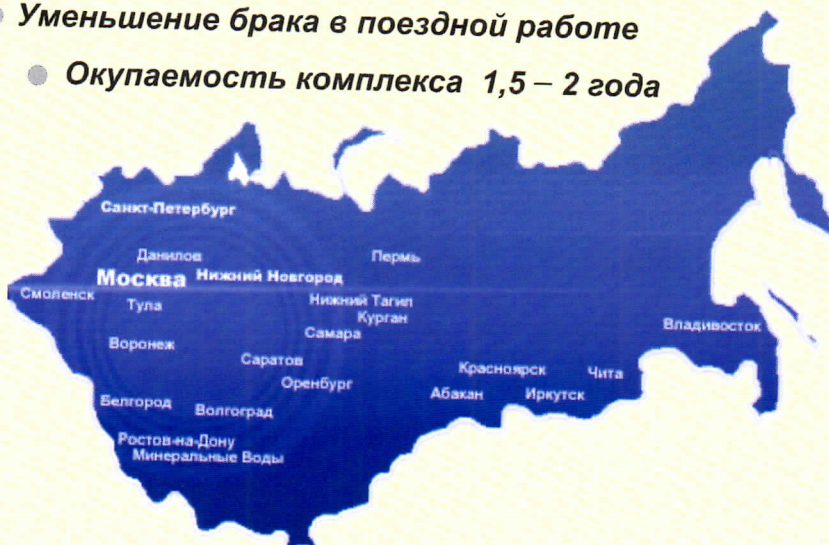 Уменьшение брака в поездной работе
Окупаемость комплекса 1,5 – 2 года
Санкт-Петербург
Данилов
Пермь
Москва
Нижний Новгород
Смоленск
Тула
Нижний Тагил
Курган
Самара
Владивосток
Воронеж
Саратов
Красноярск
Чита
Оренбург
Абакан
Иркутск
Белгород
Волгоград
Ростов-на-Дону
Минеральные Воды